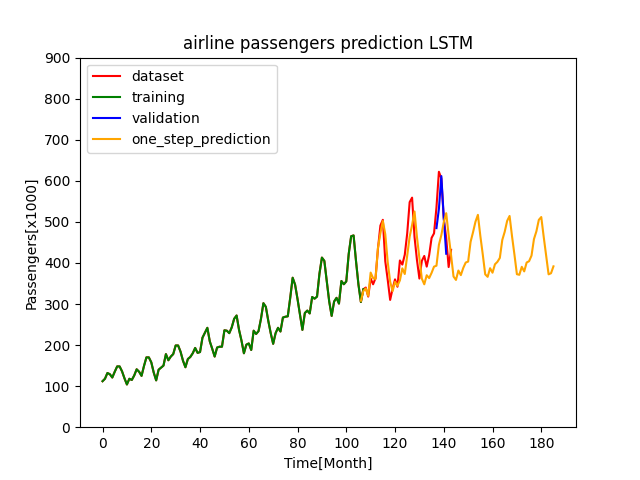 airline passengers prediction LSTM
900
800
700
600
500
400
300
200
100
0
Passengers[x1000]
dataset
training
validation
one_step_prediction
0 20 40 60 80 100 120 140 160 180
Time[Month]